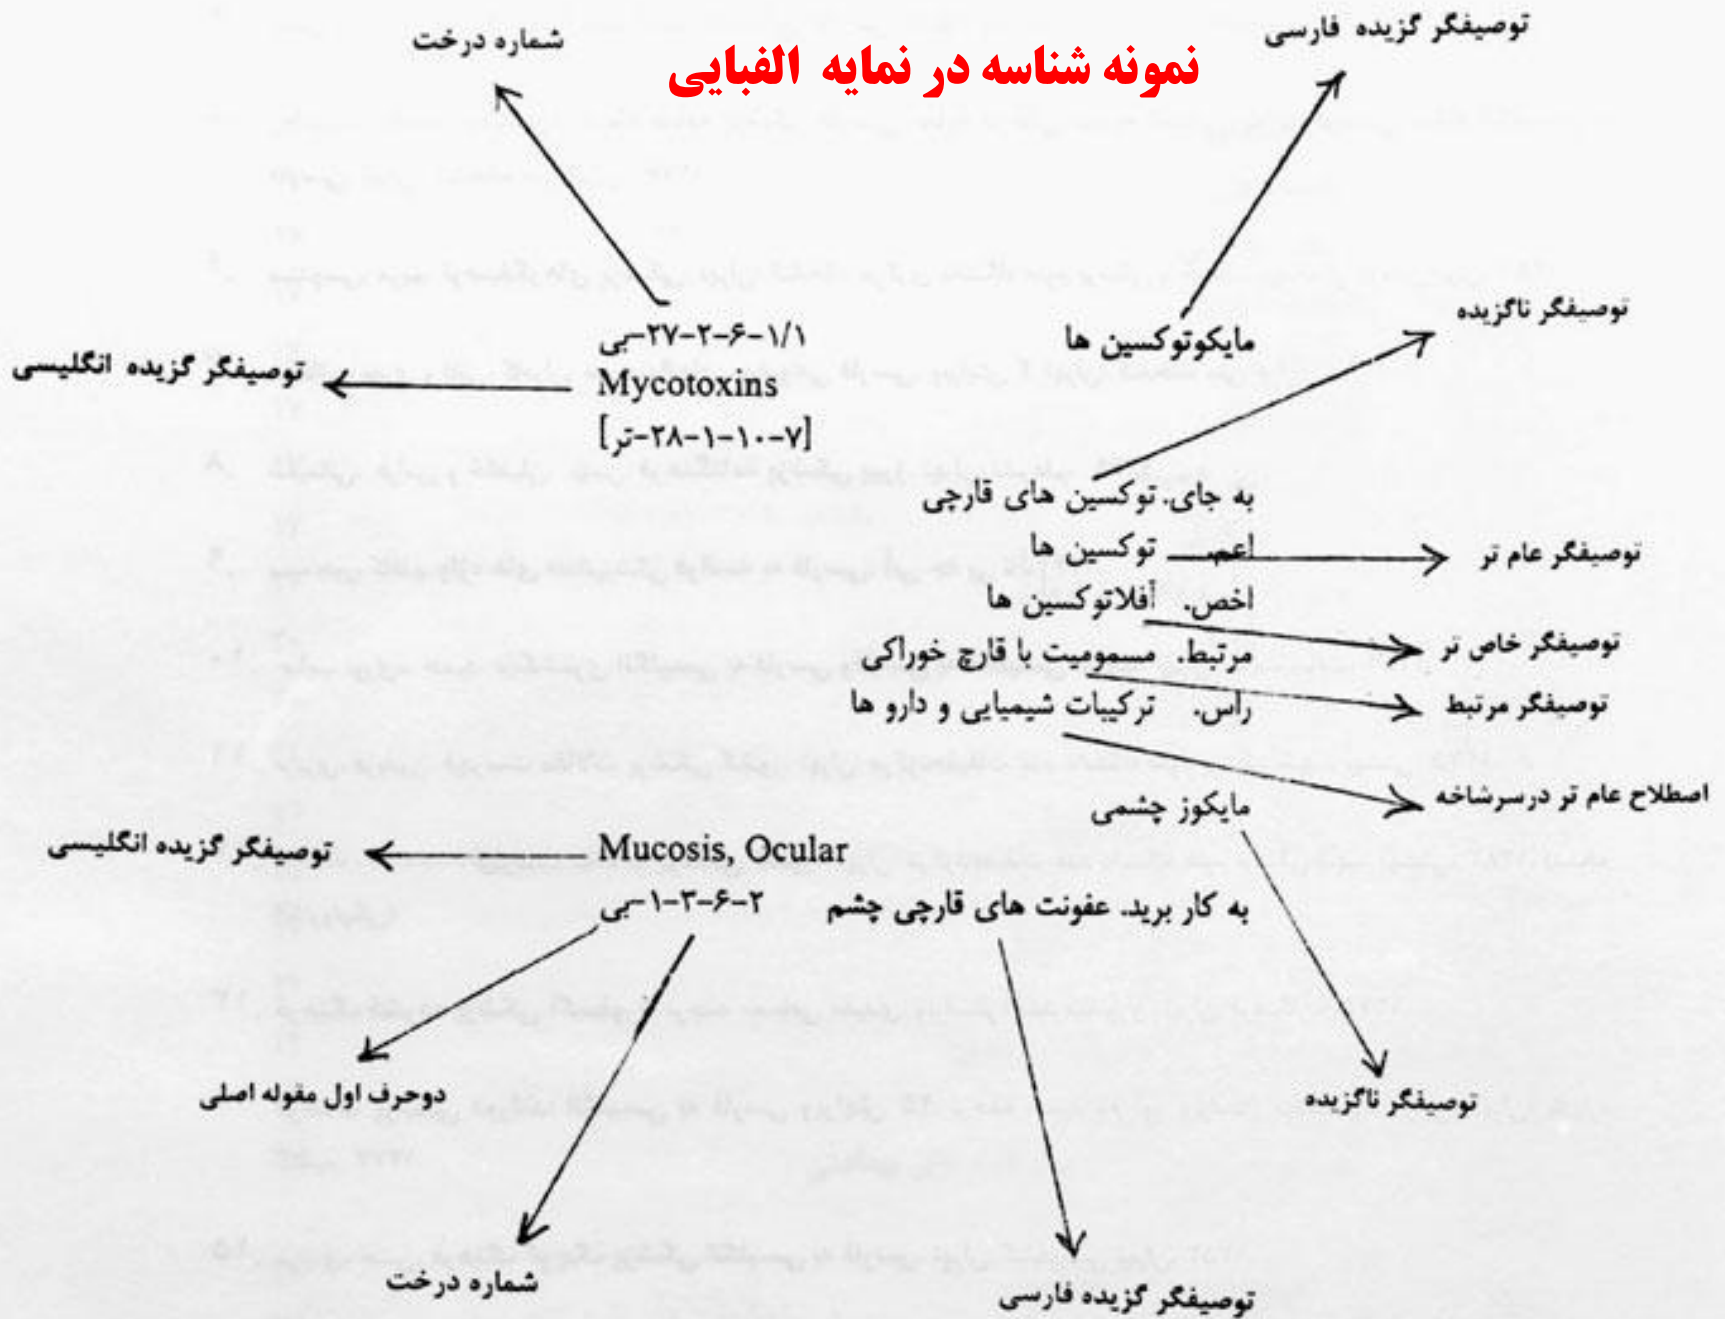 توصیفگر گزیده فارسی
شماره درخت
نمونه شناسه در نمایه الفبایی
توصیفگر ناگزیده
مایکوتوکسین ها
۲۷-۲-۶-۱/۱-بی
توصیفگر گزیده انگلیسی
Mycotoxins
[۲۸-۱-۱۰-۷-تر]
به جای. توکسین های قارچی
اعم. توکسین ها
توصیفگر عام تر
اخص. آفلاتوکسین ها
توصیفگر خاص تر
مرتبط. مسمومیت با قارچ خوراکی
توصیفگر مرتبط
راس. ترکیبات شیمیایی و دارو ها
اصطلاح عام تر درسرشاخه
مایکوز چشمی
Mucosis, Ocular
توصیفگر گزیده انگلیسی
به کار برید. عفونت های قارچی چشم
۱-۳-۶-۲-بی
دوحرف اول مقوله اصلی
توصیفگر ناگزیده
شماره درخت
توصیفگر گزیده فارسی